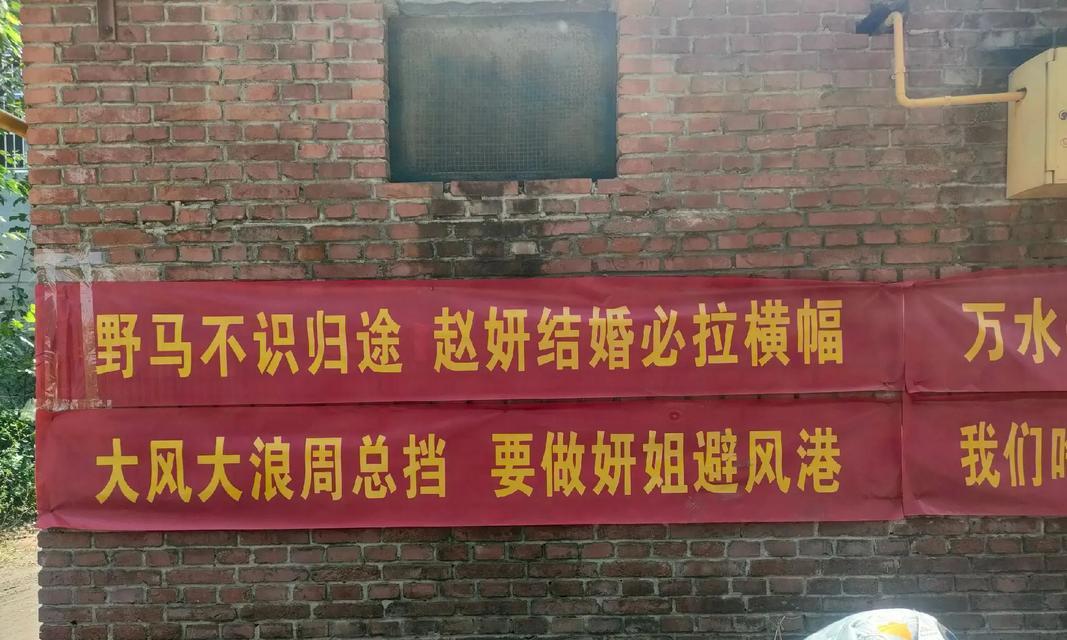 野马不识归途 赵妍结婚必拉横幅
大风大浪周总挡 要做妍姐避风港
万水
我们